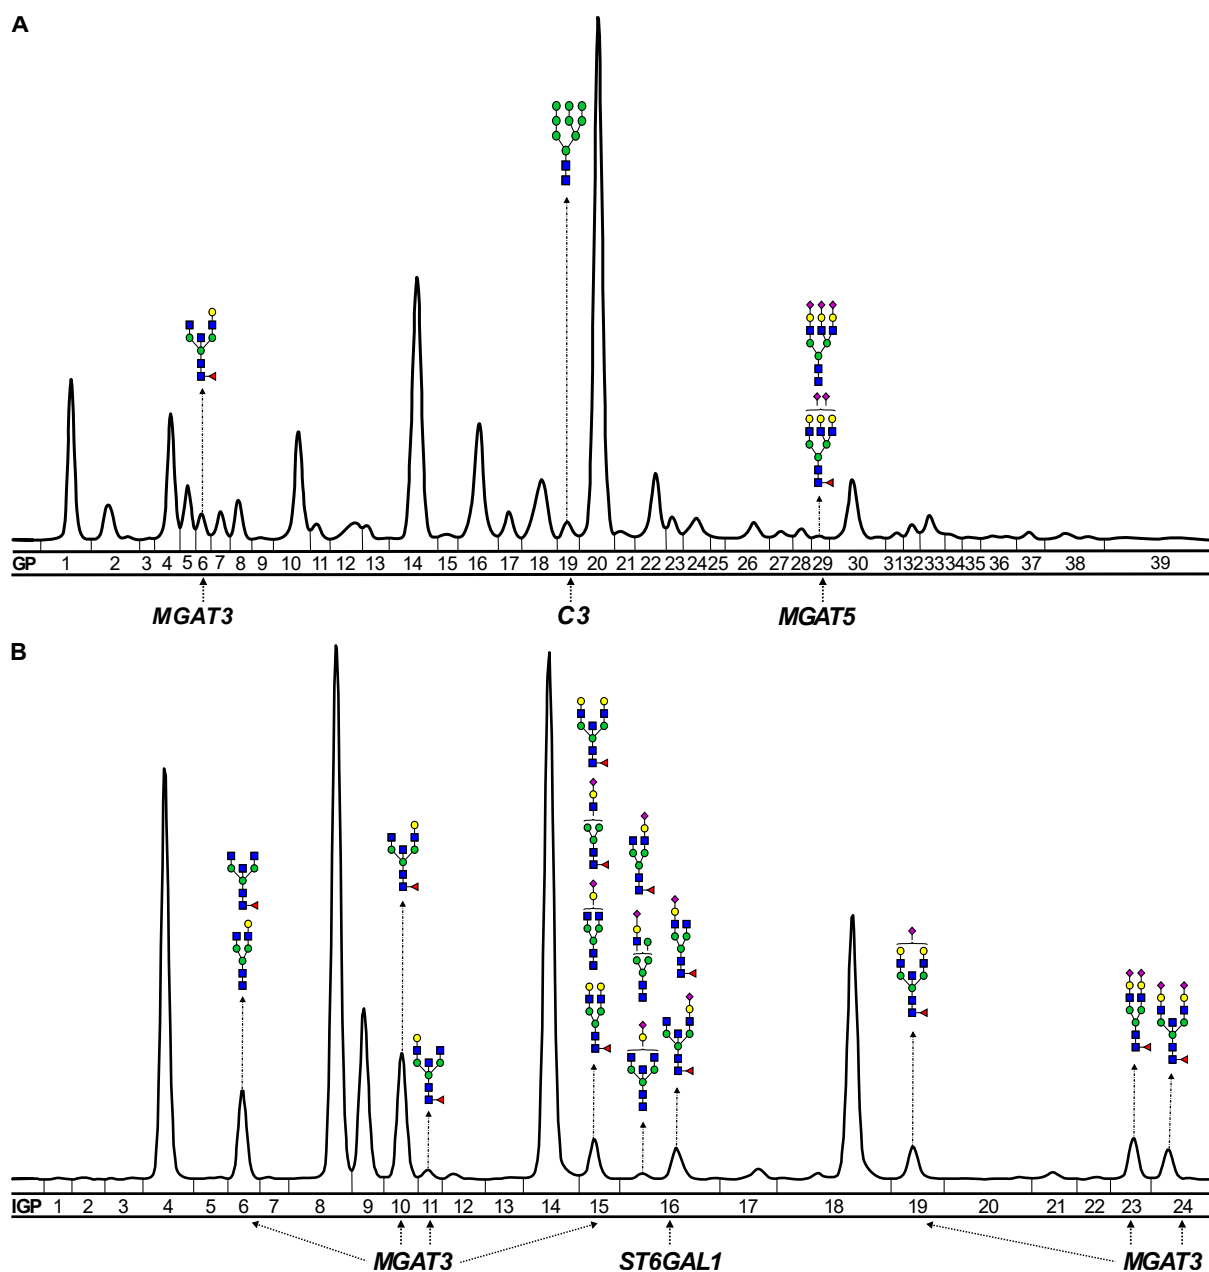 A
GP 1 2 3 4 5 6 7 8 9 10 11 12 13 14 15 16 17 18 19 20 21 22 23 24 25 26 27 28 29 30 31 32 33 34 35 36 37 38 39
MGAT3 C3 MGAT5
B
IGP 1 2 3 4 5 6 7 8 9 10 11 12 13 14 15 16 17 18 19 20 21 22 23 24
MGAT3 ST6GAL1 MGAT3